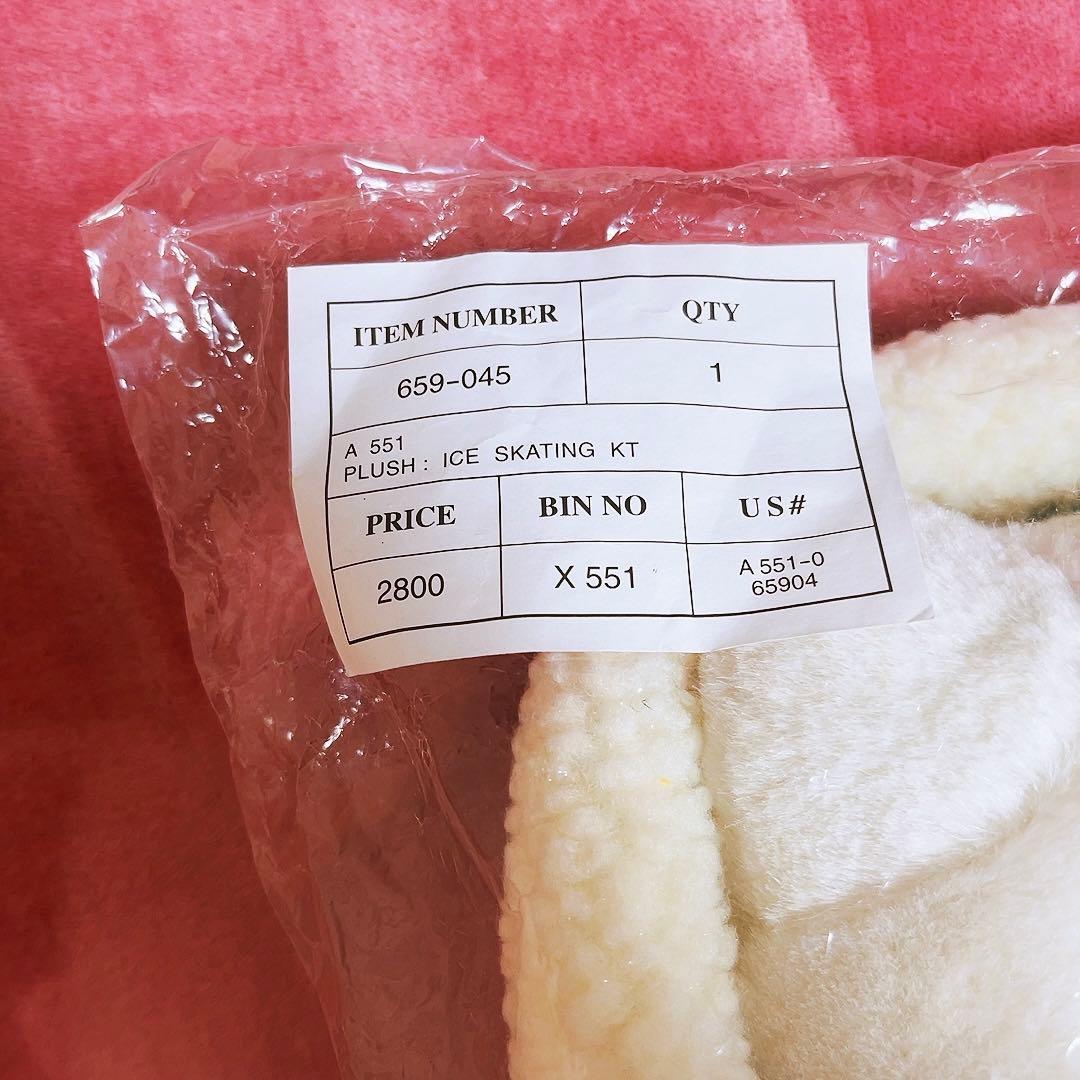 ITEM NUMBER QTY
659-045 1
A 551
PLUSH: ICE SKATING KT
PRICE BIN NO US#
2800 X 551 A 551-0
65904